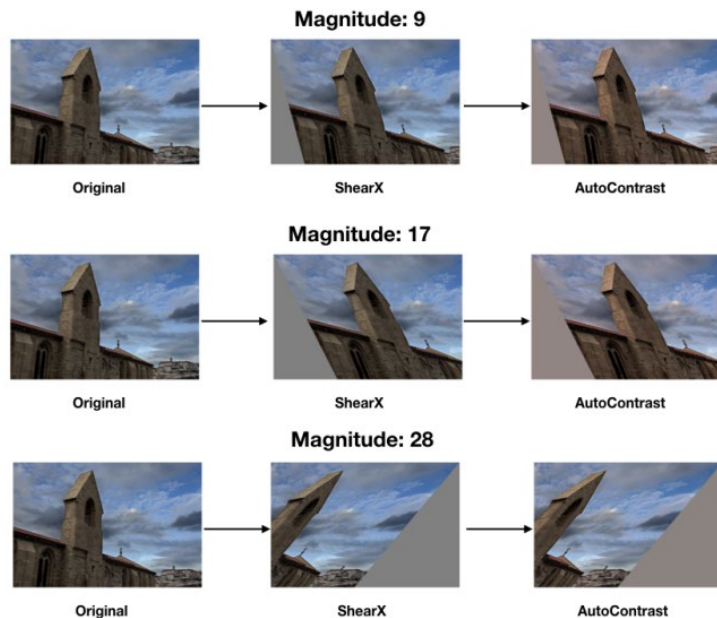 Magnitude: 9
Original
ShearX
AutoContrast
Magnitude: 17
Original
ShearX
AutoContrast
Magnitude: 28
Original
ShearX
AutoContrast